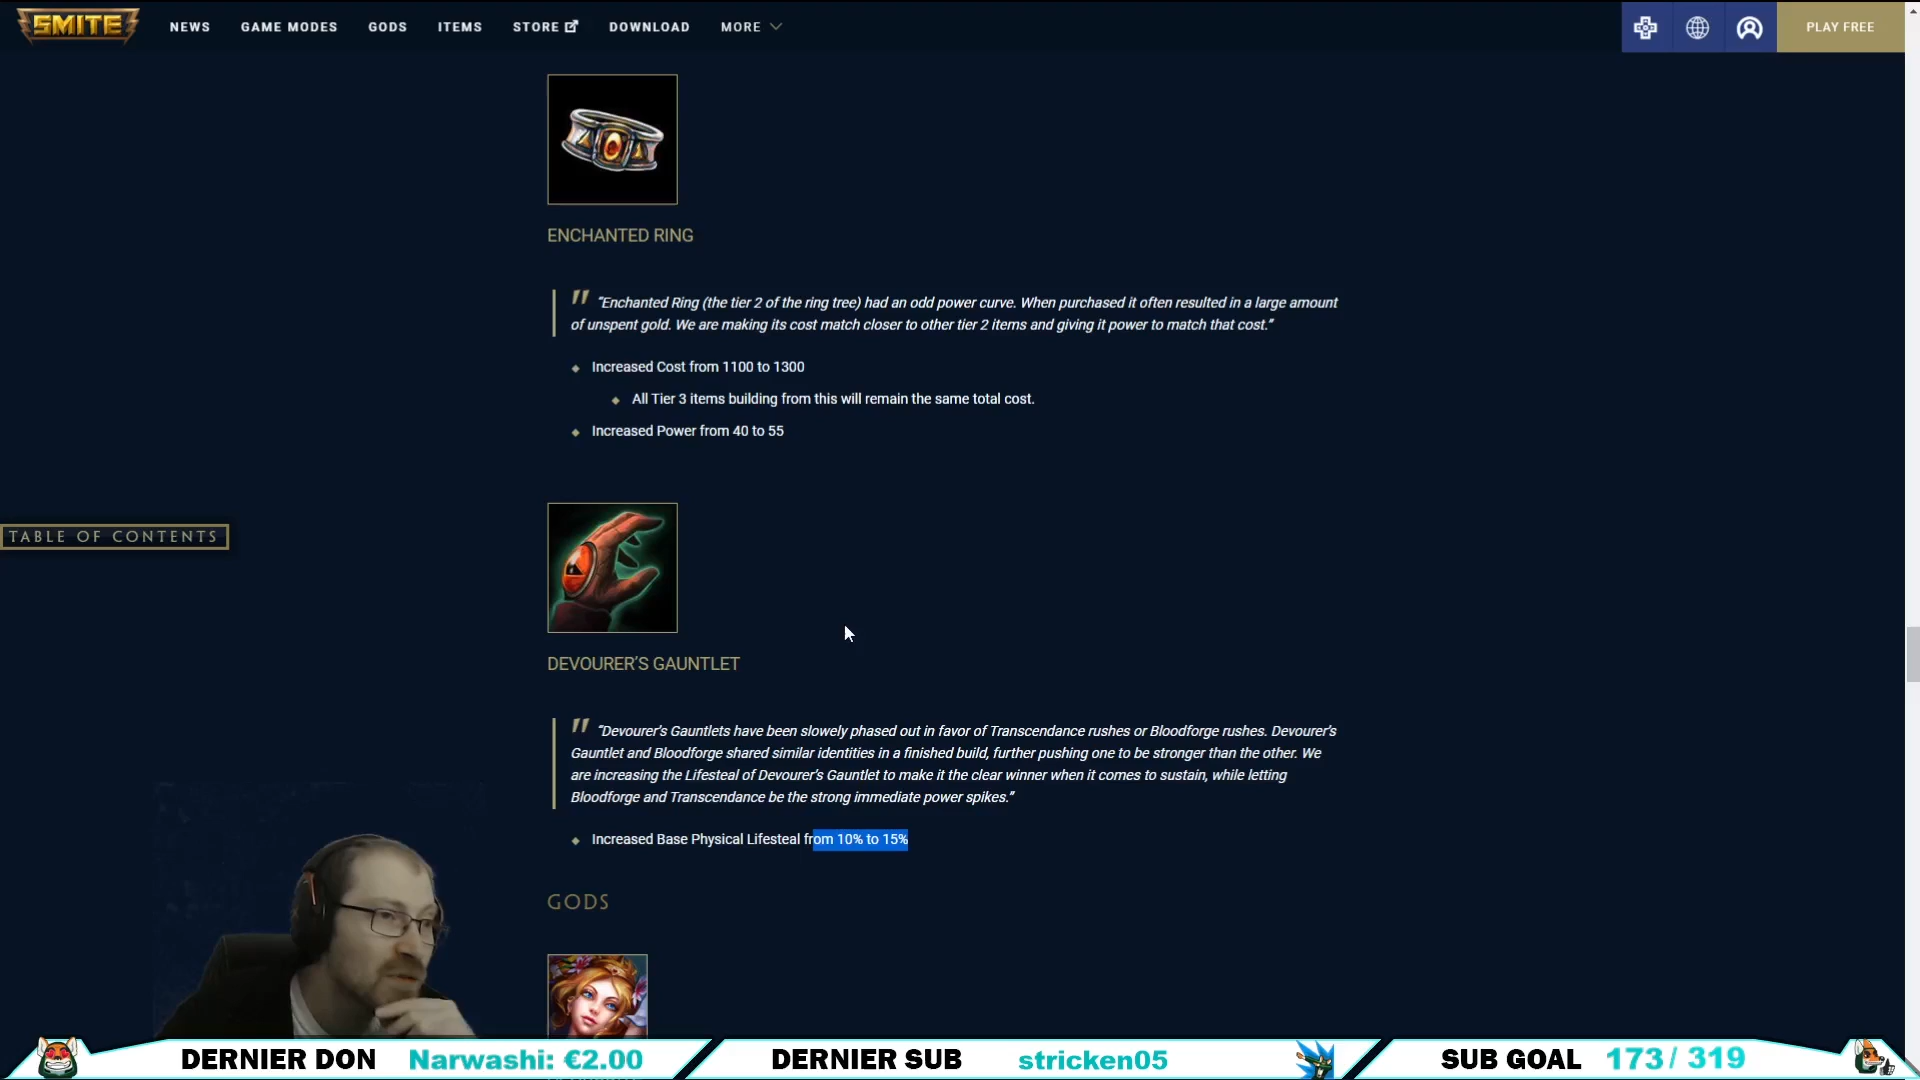 SMITE NEWS GAME MODES GODS ITEMS STORE DOWNLOAD MORE PLAY FREE
ENCHANTED RING
"Enchanted Ring (the tier 2 of the ring tree) had an odd power curve. When purchased it often resulted in a large amount
of unspent gold. We are making its cost match closer to other tier 2 items and giving it power to match that cost."
Increased Cost from 1100 to 1300
All Tier 3 items building from this will remain the same total cost.
Increased Power from 40 to 55
TABLE OF CONTENTS
DEVOURER'S GAUNTLET
"Devourer's Gauntlets have been slowely phased out in favor of Transcendance rushes or Bloodforge rushes. Devourer's
Gauntlet and Bloodforge shared similar identities in a finished build, further pushing one to be stronger than the other. We
are increasing the Lifesteal of Devourer's Gauntlet to make it the clear winner when it comes to sustain, while letting
Bloodforge and Transcendance be the strong immediate power spikes."
Increased Base Physical Lifesteal from 10% to 15%
GODS
DERNIER DON Narwashi: €2.00 DERNIER SUB stricken05 SUB GOAL 173 / 319